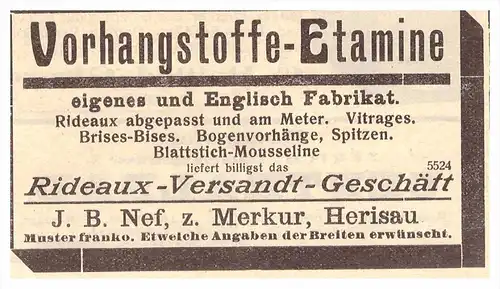 Vorhangstoffe-Etamine
eigenes und Englisch Fabrikat.
Rideaux abgepasst und am Meter. Vitrages.
Brises-Bises. Bogenvorhänge, Spitzen.
Blattstich-Mousseline
liefert billigst das 5524
Rideaux-Versandt-Geschäft
J. B. Nef, z. Merkur, Herisau
Muster franko. Etwelche Angaben der Breiten erwünscht.